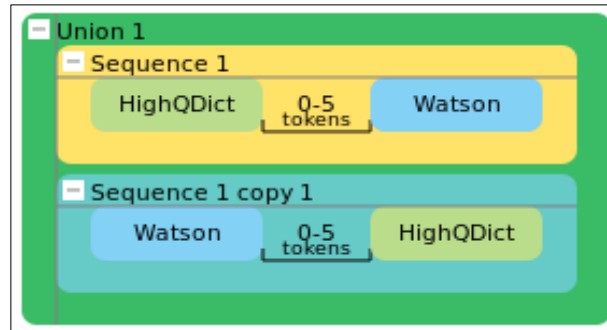 Union 1
Sequence 1
HighQDict 0-5 tokens Watson
Sequence 1 copy 1
Watson 0-5 tokens HighQDict